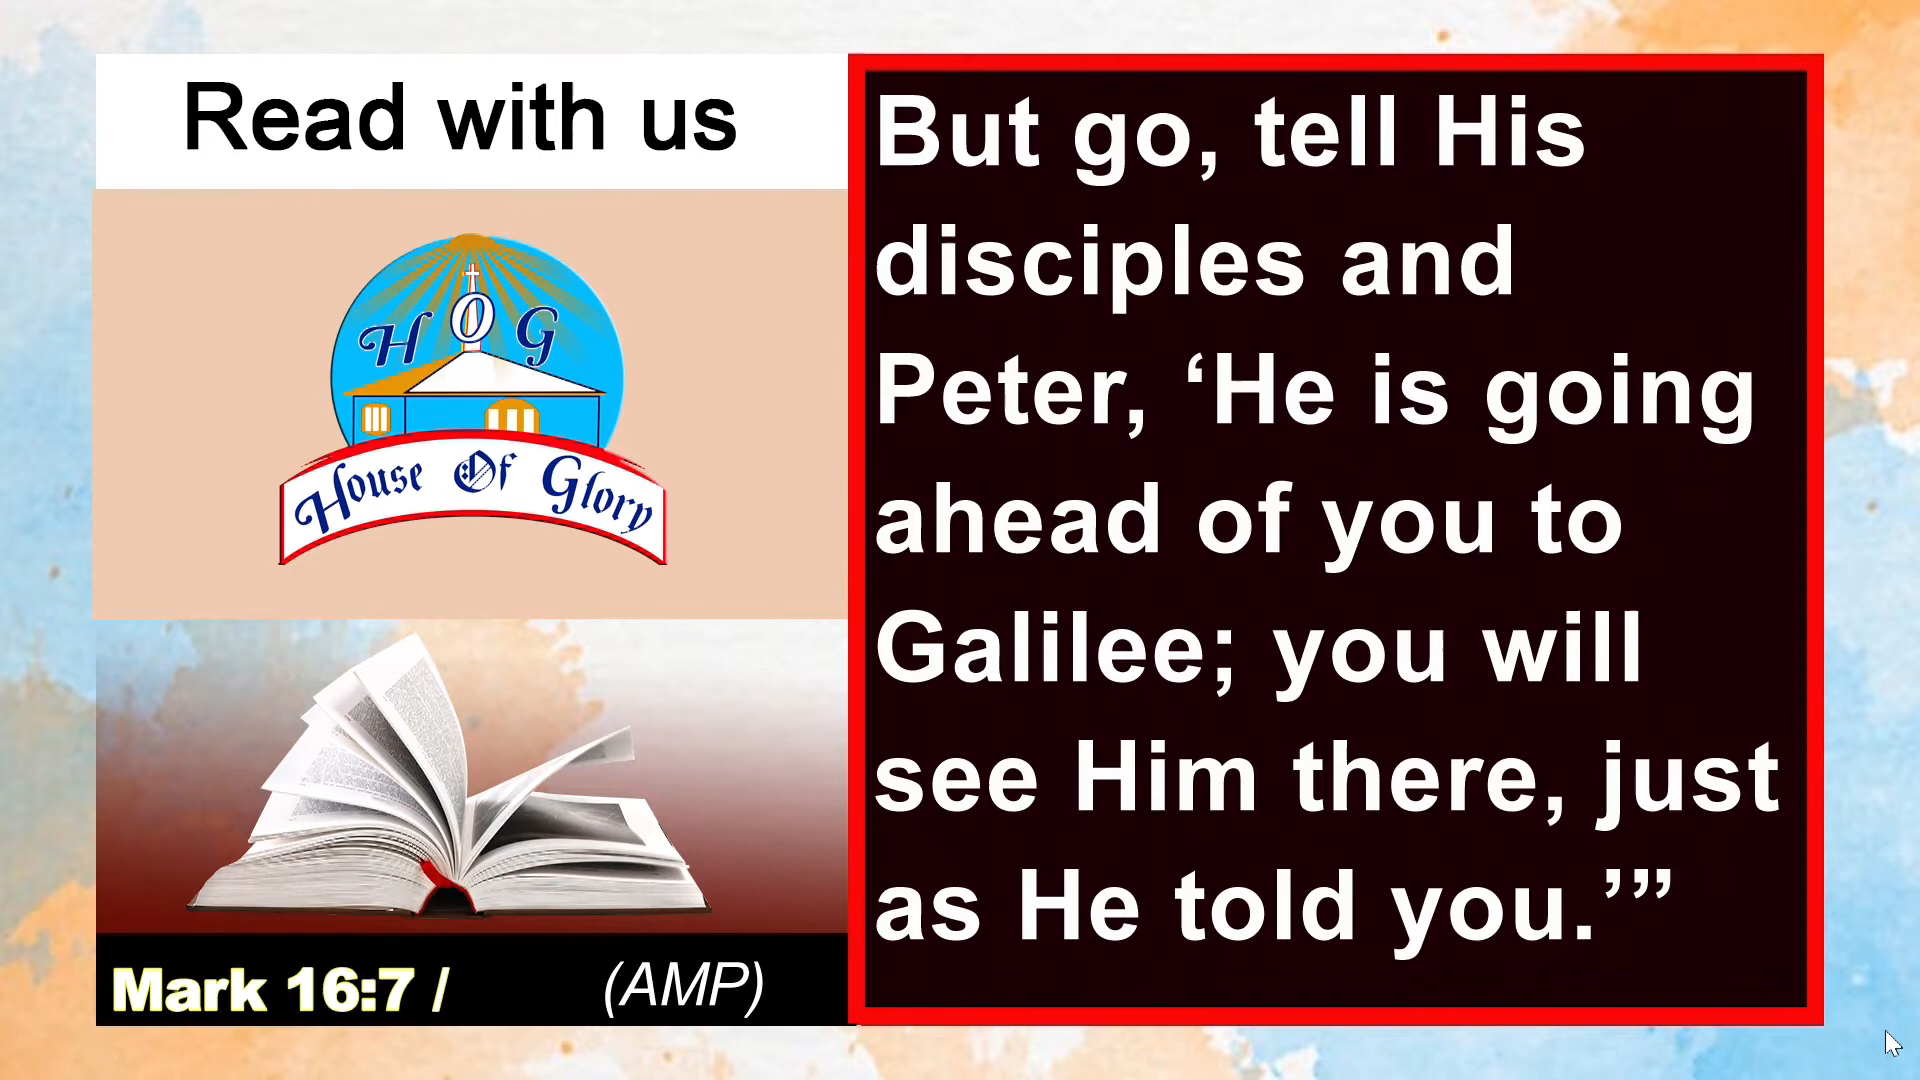 Read with us
H O G
House Of Glory
Mark 16:7 /
(AMP)
But go, tell His
disciples and
Peter, ‘He is going
ahead of you to
Galilee; you will
see Him there, just
as He told you.’”